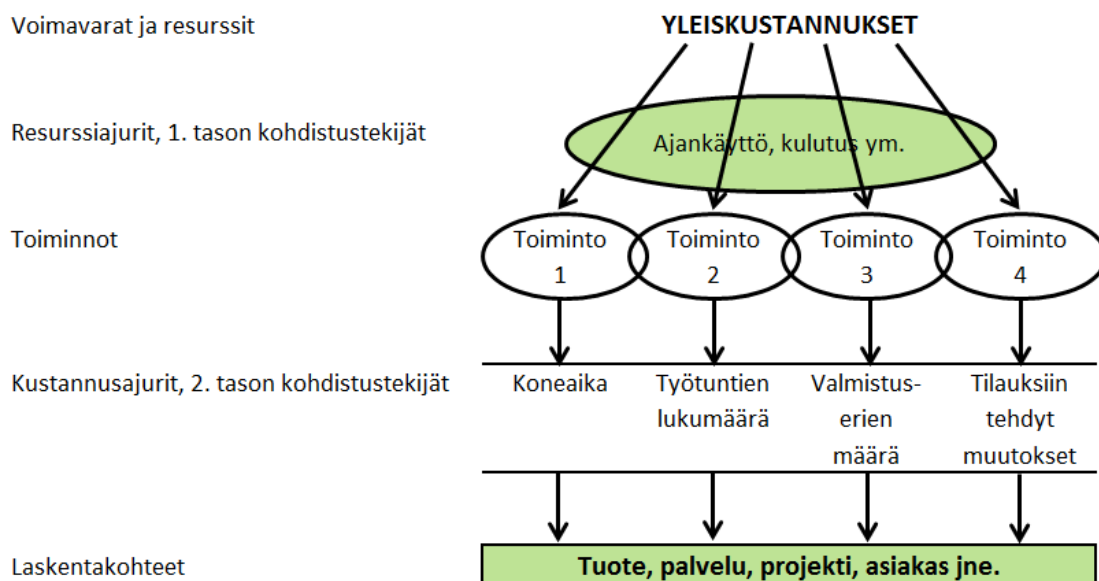 Voimavarat ja resurssit
YLEISKUSTANNUKSET
Resurssiajurit, 1. tason kohdistustekijät
Ajankäyttö, kulutus ym.
Toiminnot
Toiminto
1
Toiminto
2
Toiminto
3
Toiminto
4
Kustannusajurit, 2. tason kohdistustekijät
Koneaika
Työtuntien
lukumäärä
Valmistus-
erien
määrä
Tilauksiin
tehdyt
muutokset
Laskentakohteet
Tuote, palvelu, projekti, asiakas jne.